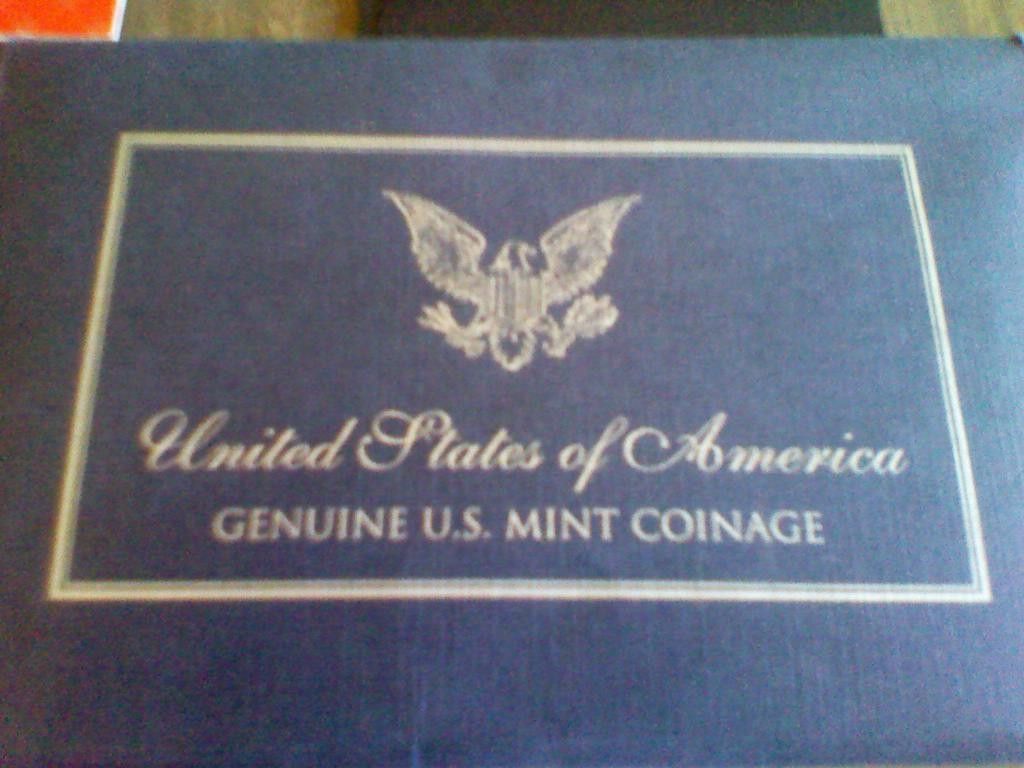 United States of America
GENUINE U.S. MINT COINAGE